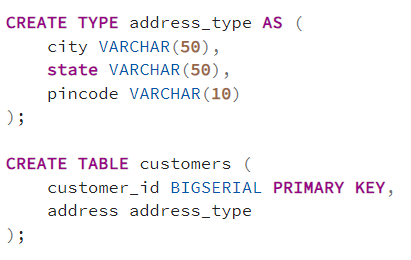 CREATE TYPE address_type AS (
    city VARCHAR(50),
    state VARCHAR(50),
    pincode VARCHAR(10)
);

CREATE TABLE customers (
    customer_id BIGSERIAL PRIMARY KEY,
    address address_type
);